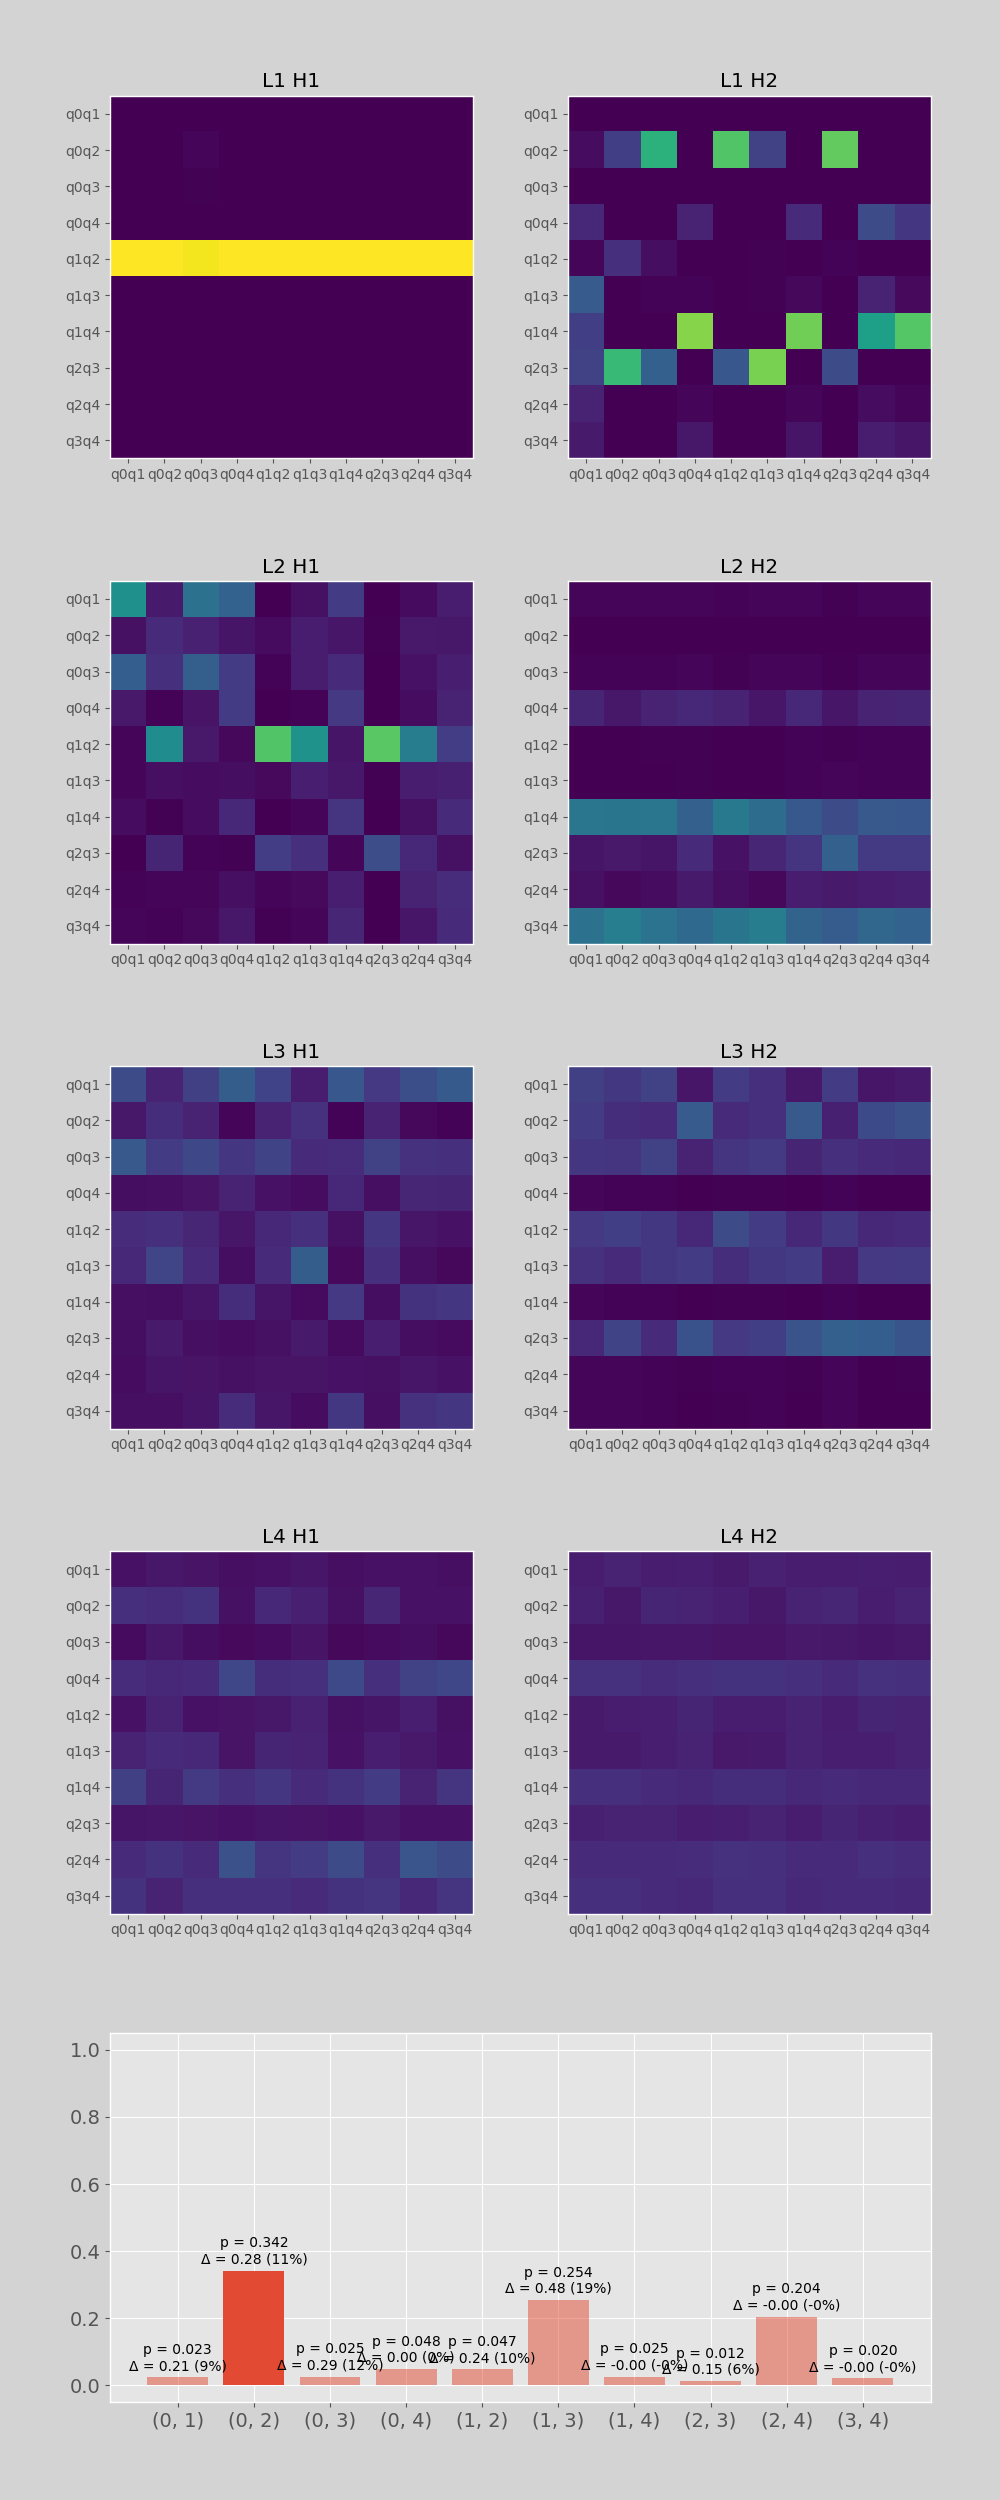 L1 H1
q0q1
q0q2
q0q3
q0q4
q1q2
q1q3
q1q4
q2q3
q2q4
q3q4
q0q1 q0q2 q0q3 q0q4 q1q2 q1q3 q1q4 q2q3 q2q4 q3q4
L1 H2
q0q1
q0q2
q0q3
q0q4
q1q2
q1q3
q1q4
q2q3
q2q4
q3q4
q0q1 q0q2 q0q3 q0q4 q1q2 q1q3 q1q4 q2q3 q2q4 q3q4
L2 H1
q0q1
q0q2
q0q3
q0q4
q1q2
q1q3
q1q4
q2q3
q2q4
q3q4
q0q1 q0q2 q0q3 q0q4 q1q2 q1q3 q1q4 q2q3 q2q4 q3q4
L2 H2
q0q1
q0q2
q0q3
q0q4
q1q2
q1q3
q1q4
q2q3
q2q4
q3q4
q0q1 q0q2 q0q3 q0q4 q1q2 q1q3 q1q4 q2q3 q2q4 q3q4
L3 H1
q0q1
q0q2
q0q3
q0q4
q1q2
q1q3
q1q4
q2q3
q2q4
q3q4
q0q1 q0q2 q0q3 q0q4 q1q2 q1q3 q1q4 q2q3 q2q4 q3q4
L3 H2
q0q1
q0q2
q0q3
q0q4
q1q2
q1q3
q1q4
q2q3
q2q4
q3q4
q0q1 q0q2 q0q3 q0q4 q1q2 q1q3 q1q4 q2q3 q2q4 q3q4
L4 H1
q0q1
q0q2
q0q3
q0q4
q1q2
q1q3
q1q4
q2q3
q2q4
q3q4
q0q1 q0q2 q0q3 q0q4 q1q2 q1q3 q1q4 q2q3 q2q4 q3q4
L4 H2
q0q1
q0q2
q0q3
q0q4
q1q2
q1q3
q1q4
q2q3
q2q4
q3q4
q0q1 q0q2 q0q3 q0q4 q1q2 q1q3 q1q4 q2q3 q2q4 q3q4
1.0
0.8
0.6
0.4
0.2
0.0
p = 0.023
Δ = 0.21 (9%)
p = 0.342
Δ = 0.28 (11%)
p = 0.025
Δ = 0.29 (12%)
p = 0.048
Δ = 0.00 (0%)
p = 0.047
Δ = 0.24 (10%)
p = 0.254
Δ = 0.48 (19%)
p = 0.025
Δ = -0.00 (-0%)
p = 0.012
Δ = 0.15 (6%)
p = 0.204
Δ = -0.00 (-0%)
p = 0.020
Δ = -0.00 (-0%)
(0, 1) (0, 2) (0, 3) (0, 4) (1, 2) (1, 3) (1, 4) (2, 3) (2, 4) (3, 4)